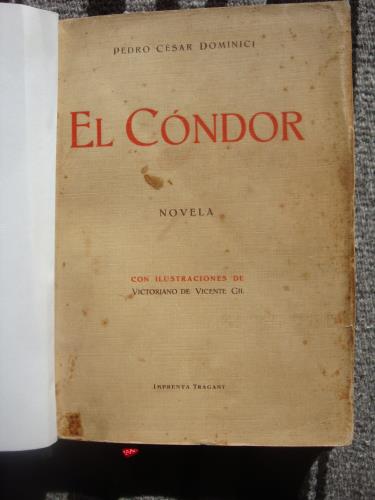 PEDRO CÉSAR DOMINICI
EL CÓNDOR
NOVELA
CON ILUSTRACIONES DE
VICTORIANO DE VICENTE GIL
IMPRENTA TRAGANT